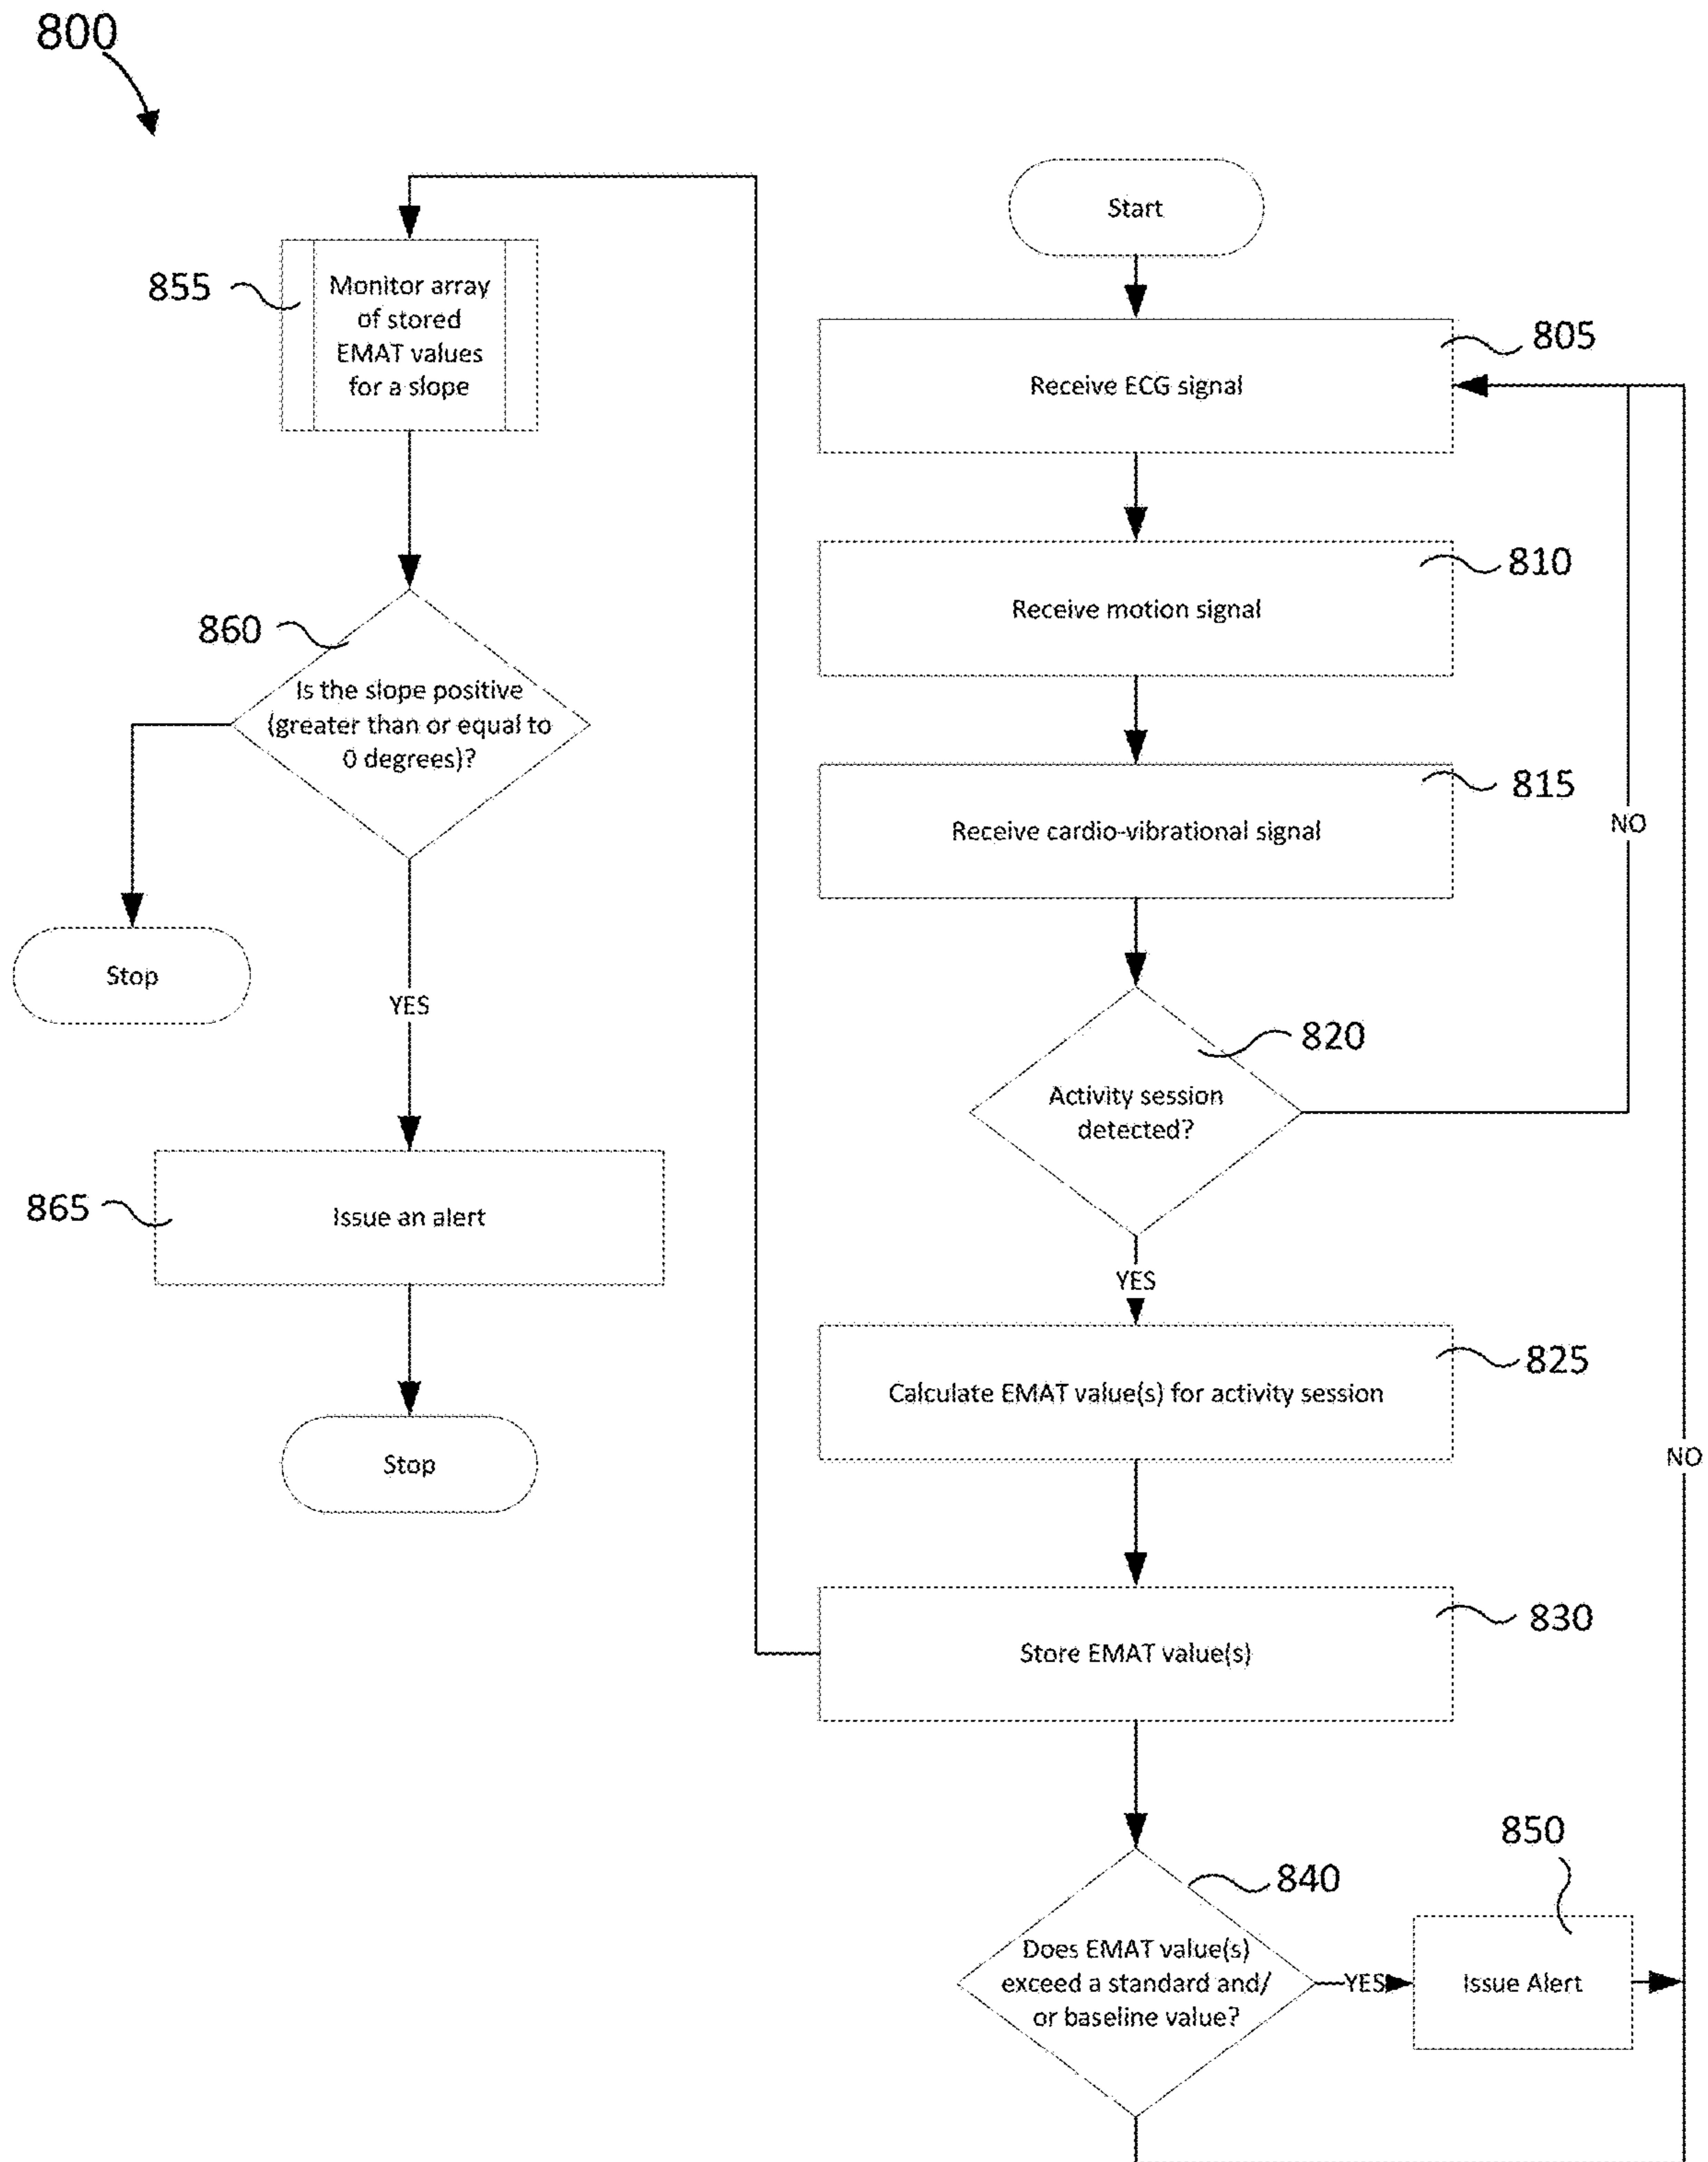 800
Start
855
Monitor array
of stored
EMAT values
for a slope
805
Receive ECG signal
810
Receive motion signal
860
Is the slope positive
(greater than or equal to
0 degrees)?
815
Receive cardio-vibrational signal
NO
Stop
YES
820
Activity session
detected?
865
Issue an alert
YES
825
Calculate EMAT value(s) for activity session
Stop
NO
830
Store EMAT value(s)
850
840
Does EMAT value(s)
exceed a standard and/
or baseline value?
YES
Issue Alert